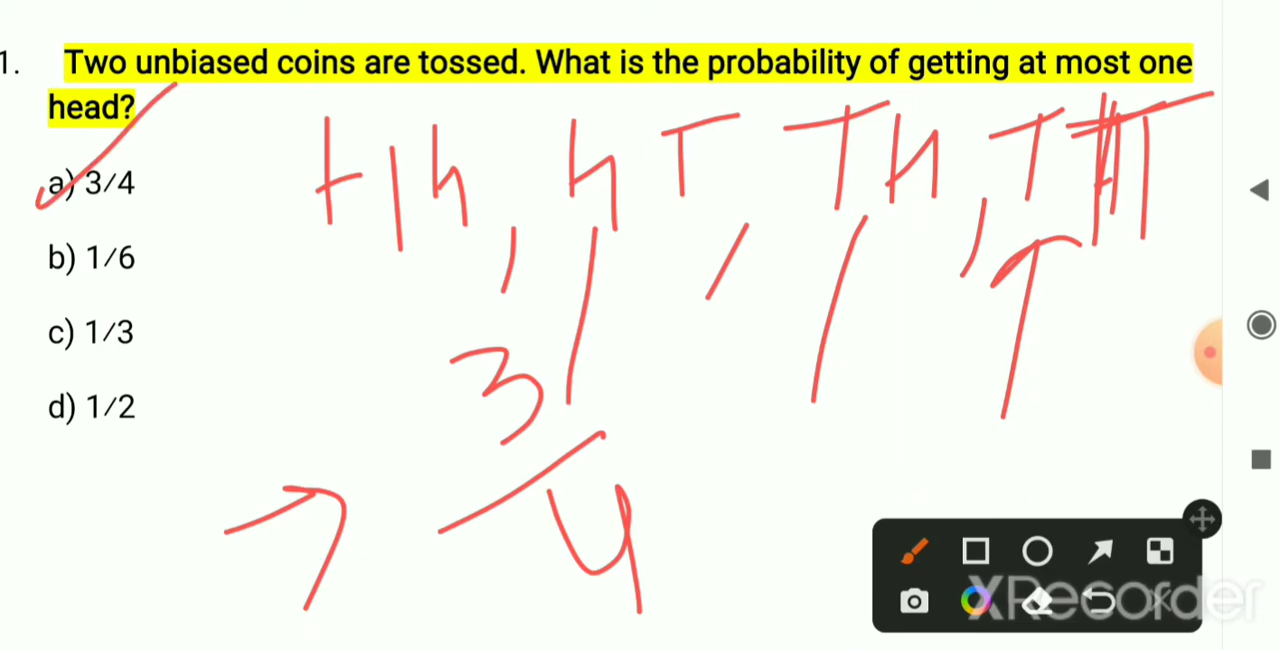 1. Two unbiased coins are tossed. What is the probability of getting at most one
head?
HH, HT, TH, TT
a) 3/4
b) 1/6
c) 1/3
3
d) 1/2
4
XRecorder